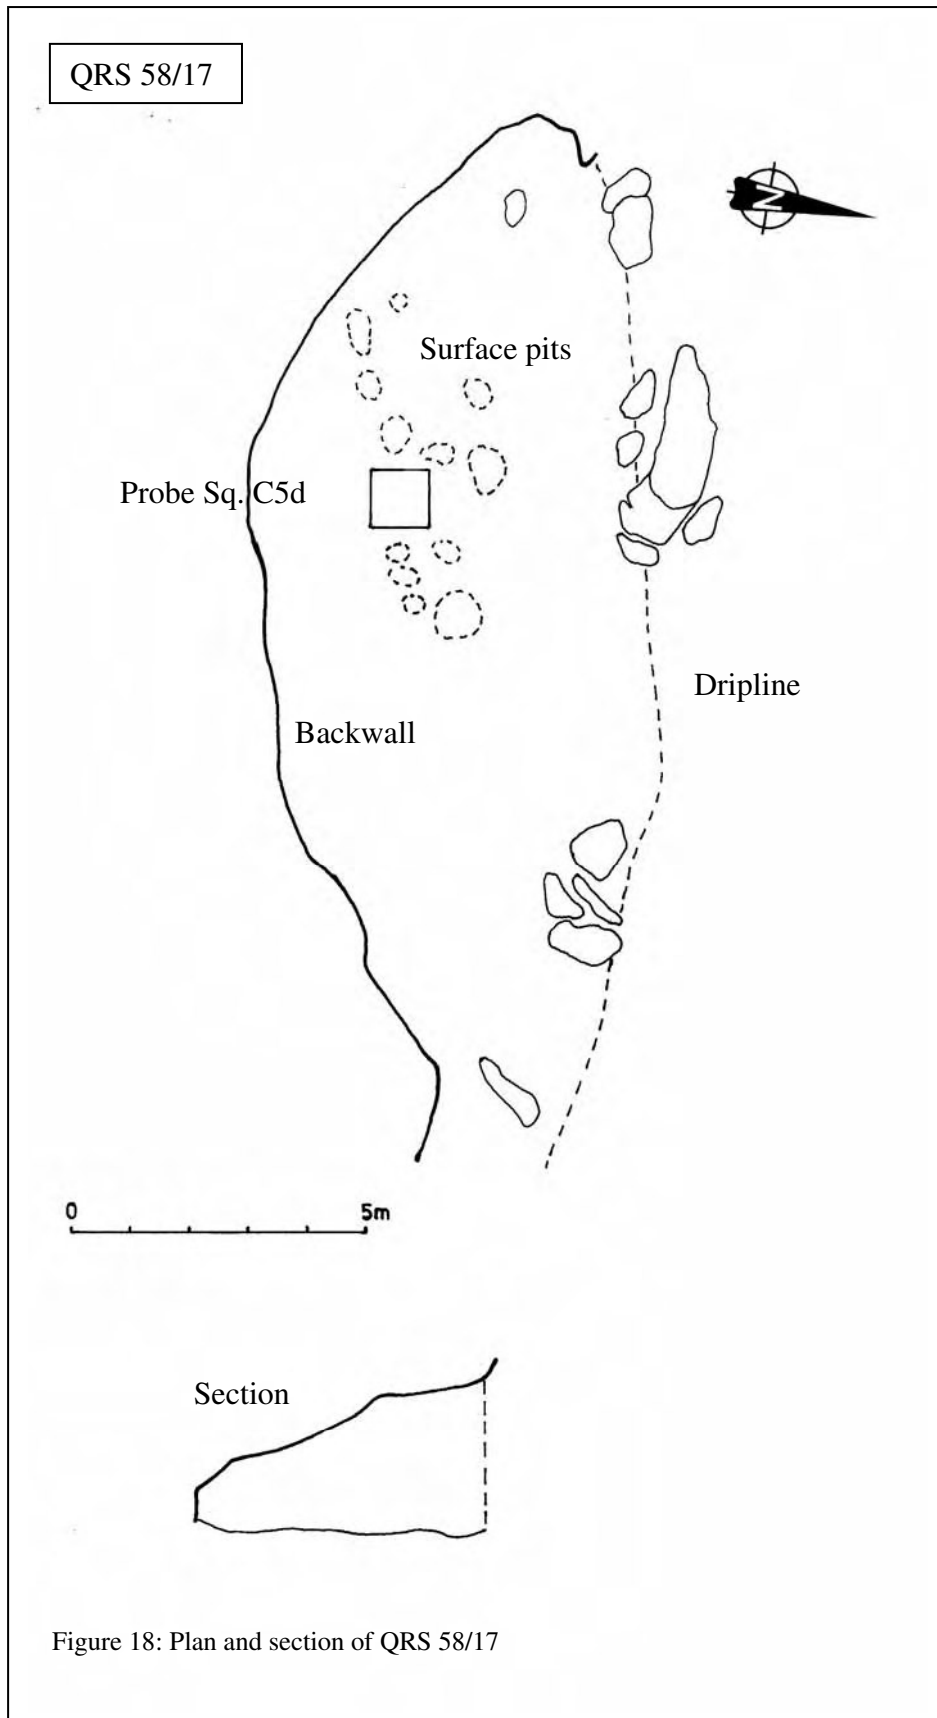 QRS 58/17
N
Surface pits
Probe Sq. C5d
Dripline
Backwall
0 5m
Section
Figure 18: Plan and section of QRS 58/17